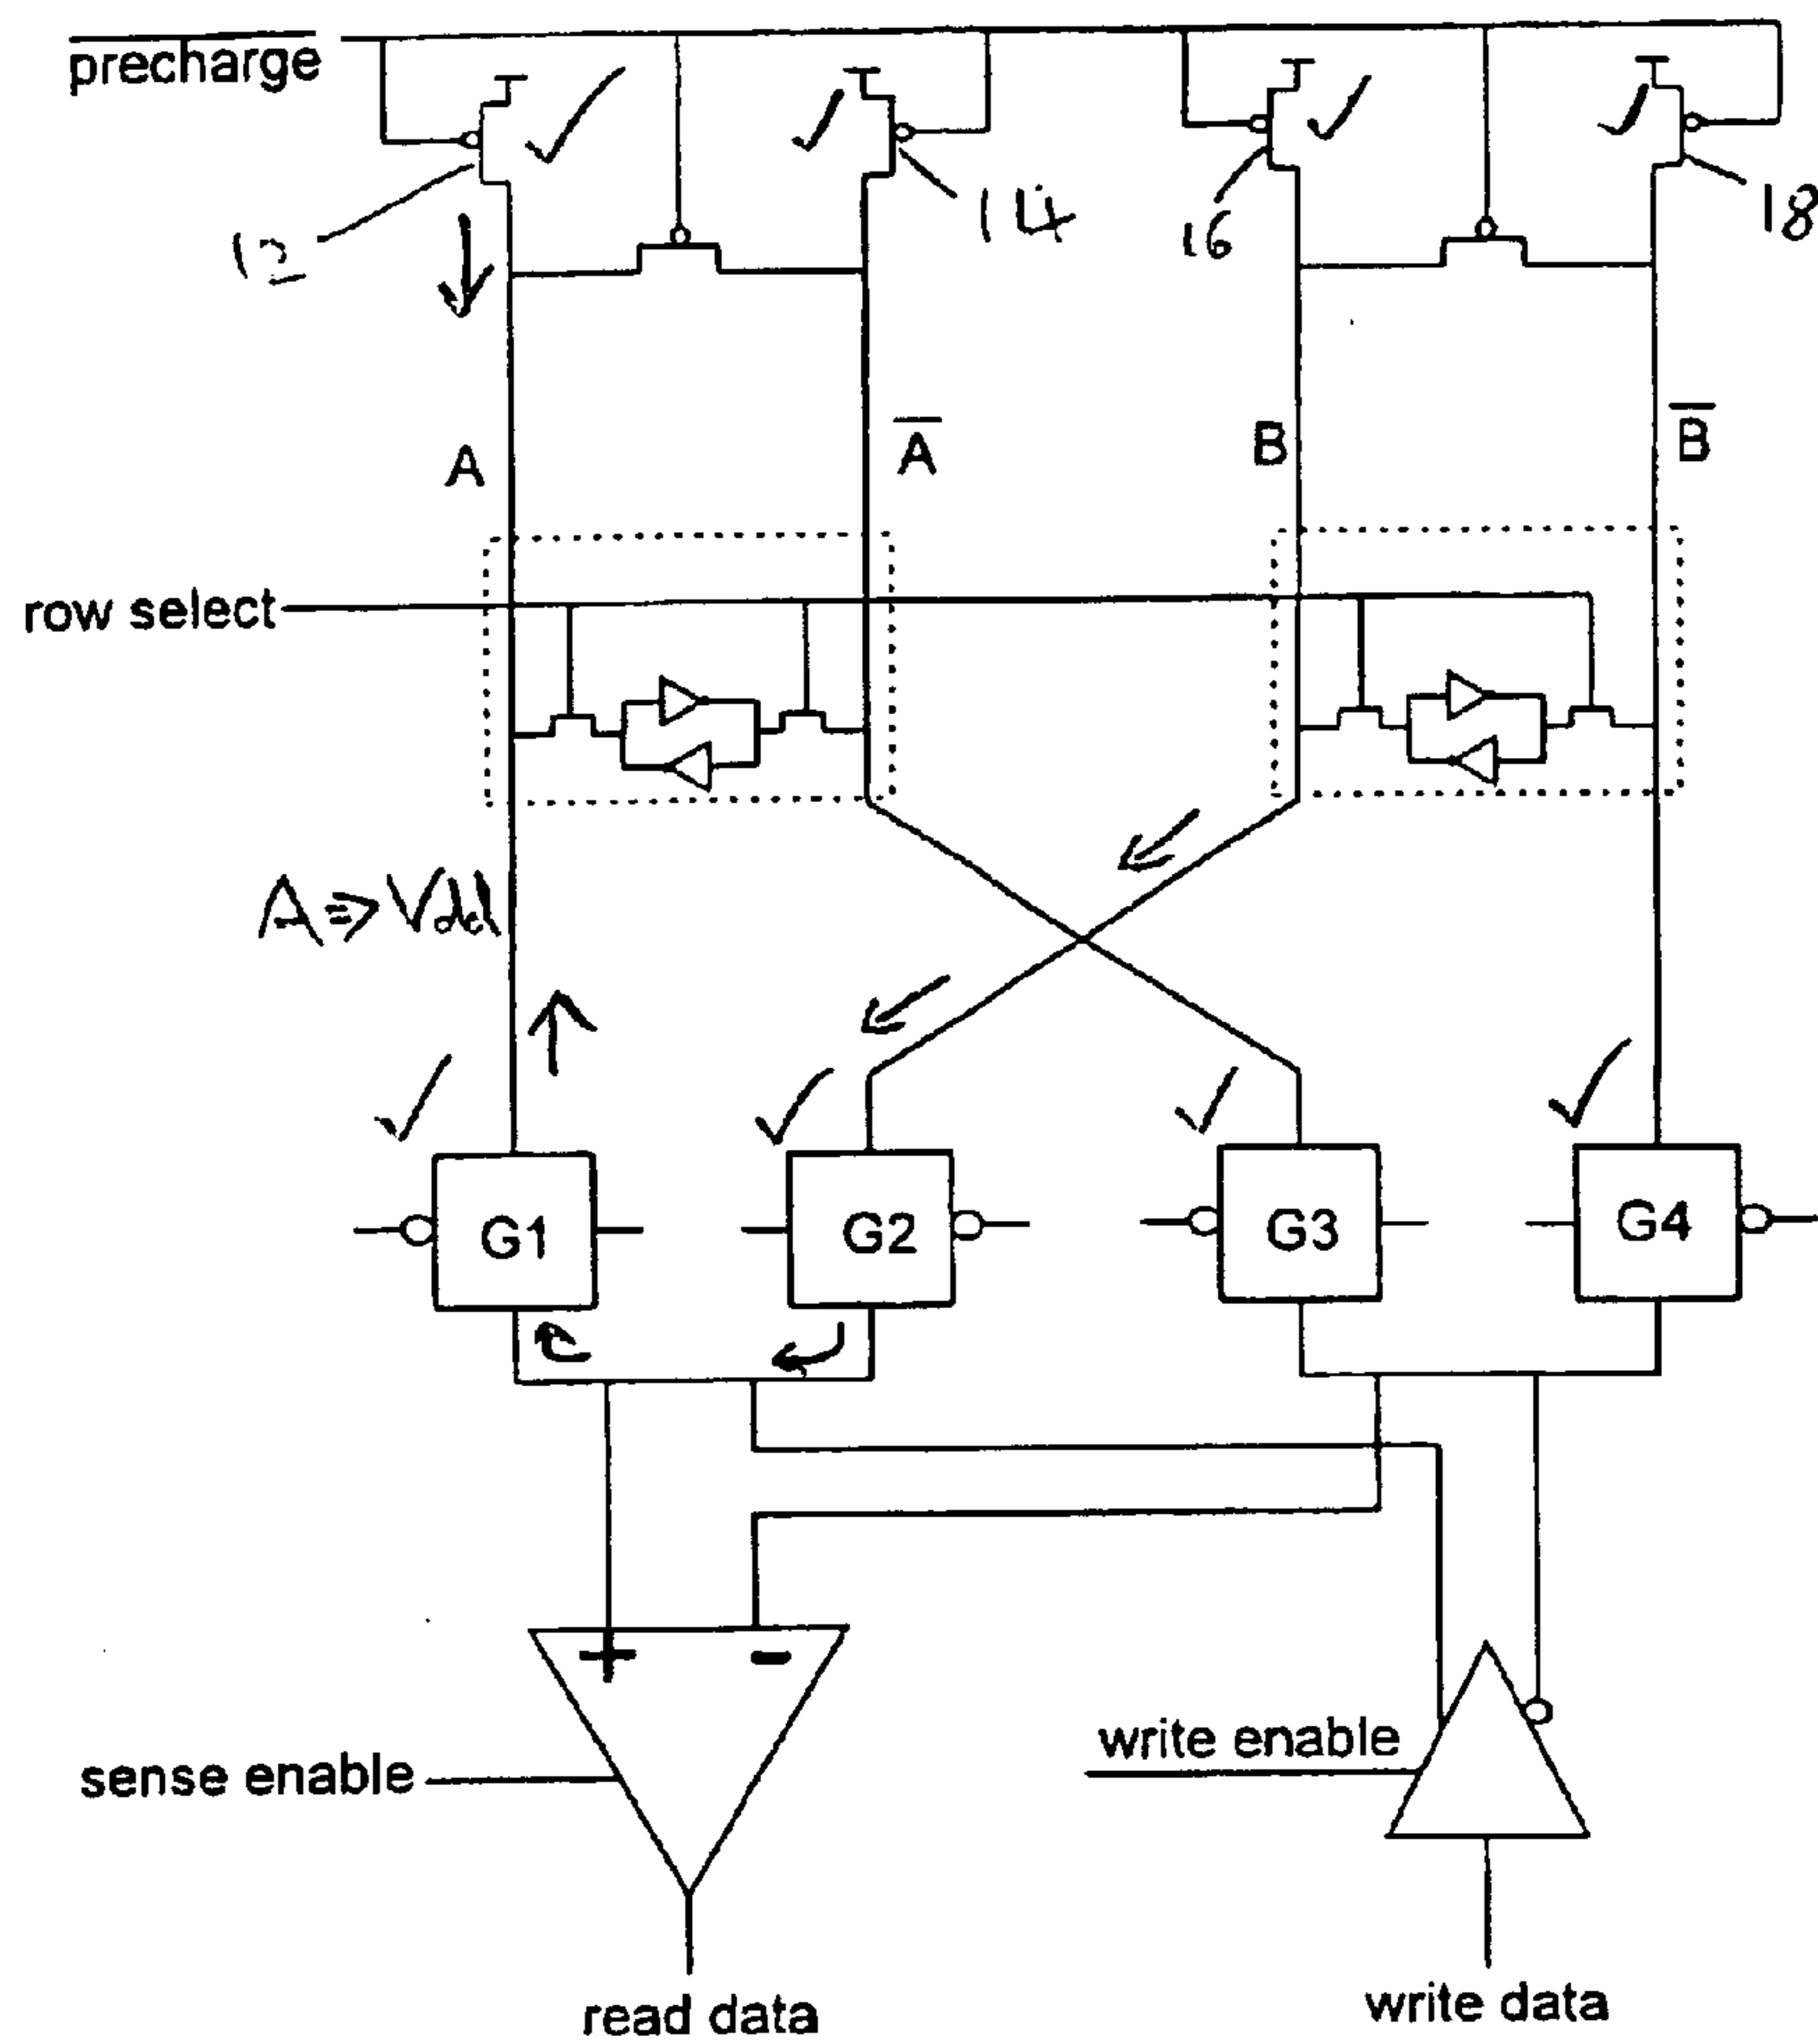 precharge
12
14
16
18
A
A
B
B
row select
A ⇒ Vdd
G1
G2
G3
G4
+
-
sense enable
write enable
read data
write data